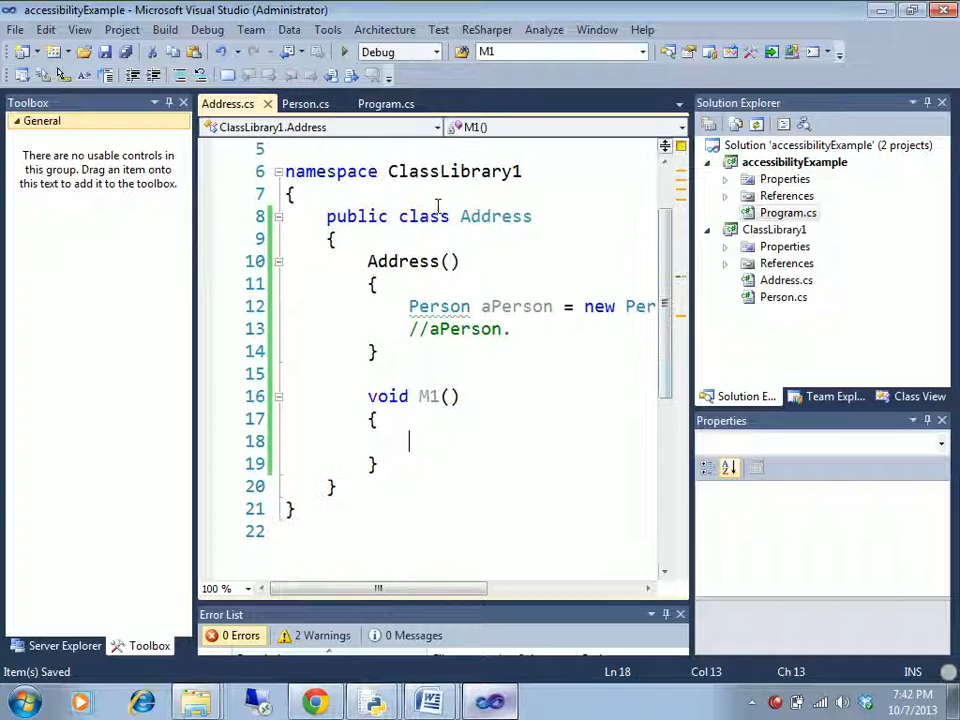 accessibilityExample - Microsoft Visual Studio (Administrator)
File Edit View Project Build Debug Team Data Tools Architecture Test ReSharper Analyze Window Help
Debug M1
Toolbox
General
There are no usable controls in
this group. Drag an item onto
this text to add it to the toolbox.
Server Explorer Toolbox
Address.cs Person.cs Program.cs
ClassLibrary1.Address M1()
5
6 namespace ClassLibrary1
7 {
8 public class Address
9 {
10 Address()
11 {
12 Person aPerson = new Per
13 //aPerson.
14 }
15
16 void M1()
17 {
18
19 }
20 }
21 }
22
100 %
Error List
0 Errors 2 Warnings 0 Messages
Solution Explorer
Solution 'accessibilityExample' (2 projects)
accessibilityExample
Properties
References
Program.cs
ClassLibrary1
Properties
References
Address.cs
Person.cs
Solution E... Team Expl... Class View
Properties
Item(s) Saved Ln 18 Col 13 Ch 13 INS
7:42 PM
10/7/2013